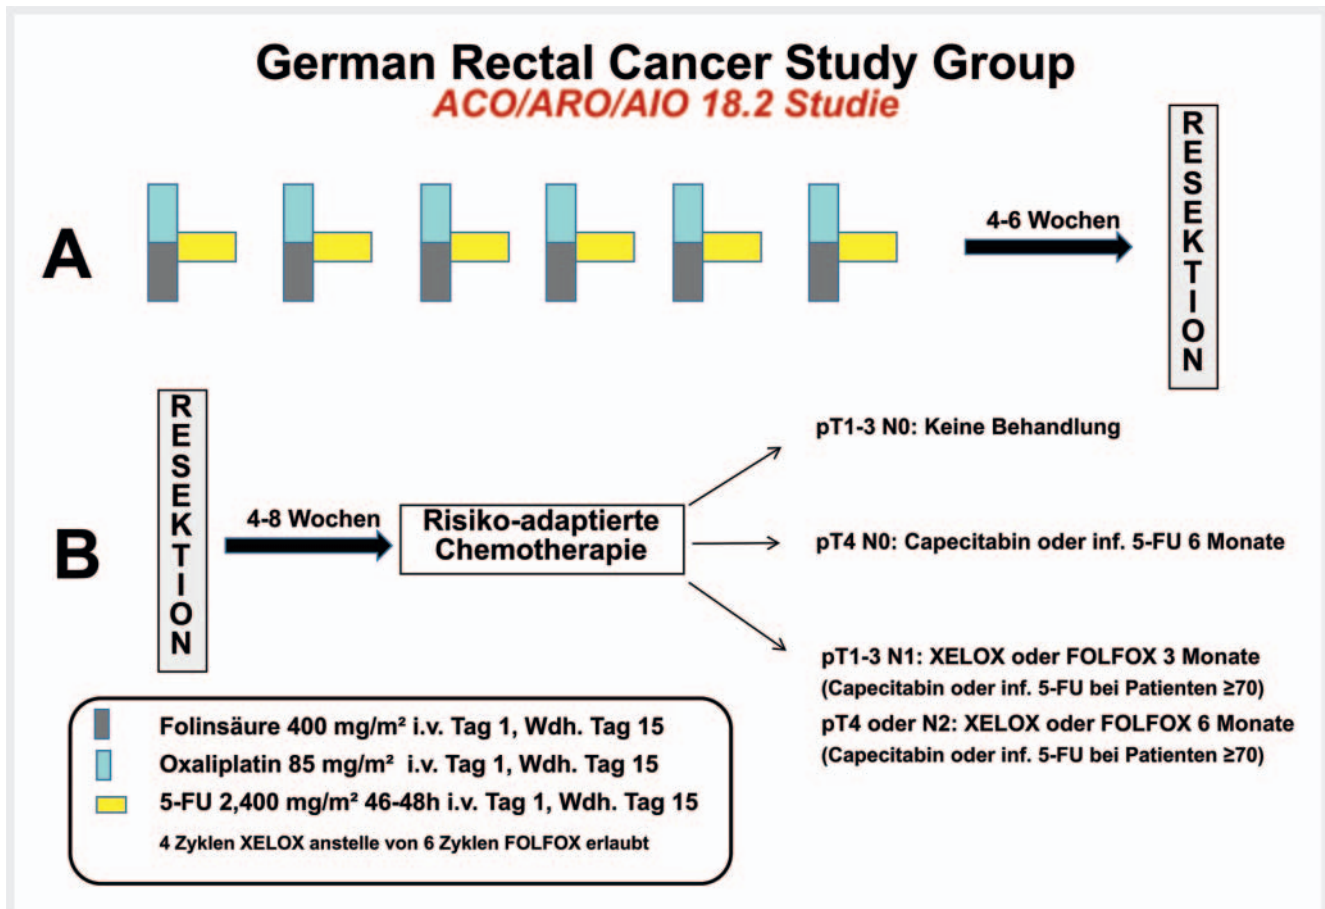 German Rectal Cancer Study Group
ACO/ARO/AIO 18.2 Studie
A
4-6 Wochen
RESEKTION
B
RESEKTION
4-8 Wochen
Risiko-adaptierte
Chemotherapie
pT1-3 N0: Keine Behandlung
pT4 N0: Capecitabin oder inf. 5-FU 6 Monate
pT1-3 N1: XELOX oder FOLFOX 3 Monate
(Capecitabin oder inf. 5-FU bei Patienten ≥70)
pT4 oder N2: XELOX oder FOLFOX 6 Monate
(Capecitabin oder inf. 5-FU bei Patienten ≥70)
Folinsäure 400 mg/m² i.v. Tag 1, Wdh. Tag 15
Oxaliplatin 85 mg/m² i.v. Tag 1, Wdh. Tag 15
5-FU 2,400 mg/m² 46-48h i.v. Tag 1, Wdh. Tag 15
4 Zyklen XELOX anstelle von 6 Zyklen FOLFOX erlaubt